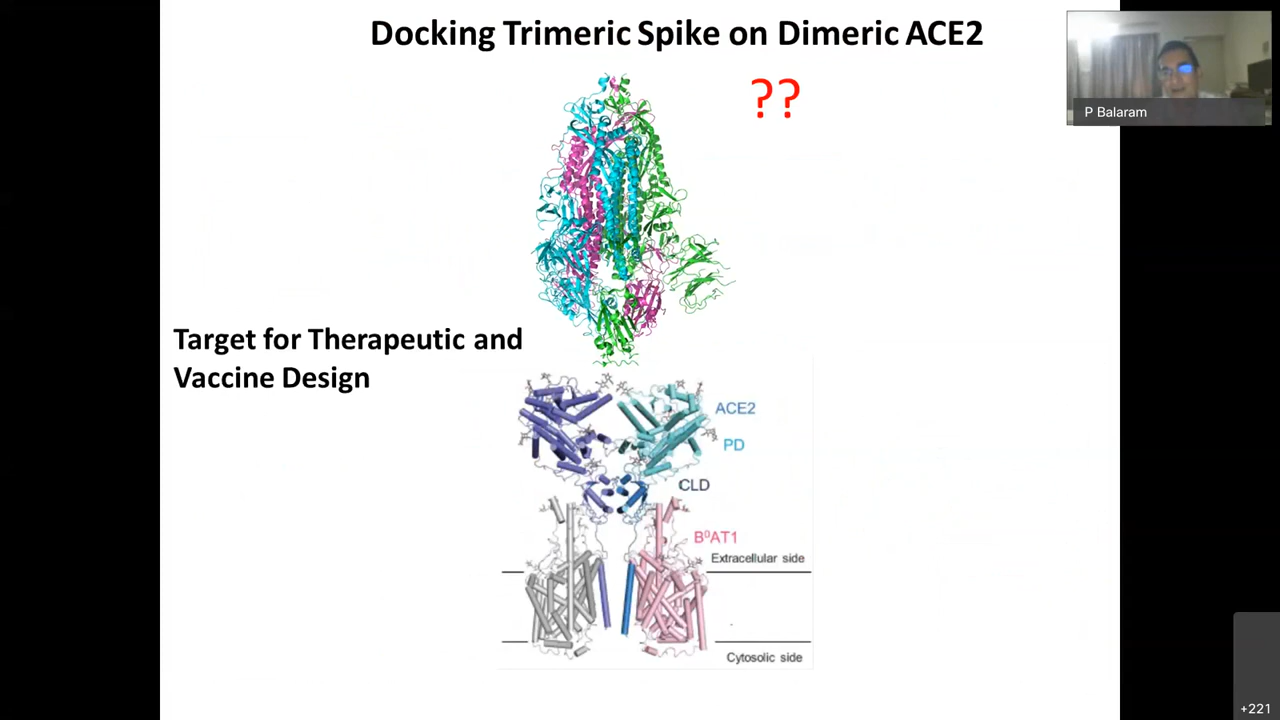 Docking Trimeric Spike on Dimeric ACE2
??
P Balaram
Target for Therapeutic and
Vaccine Design
ACE2
PD
CLD
B⁰AT1
Extracellular side
Cytosolic side
+221